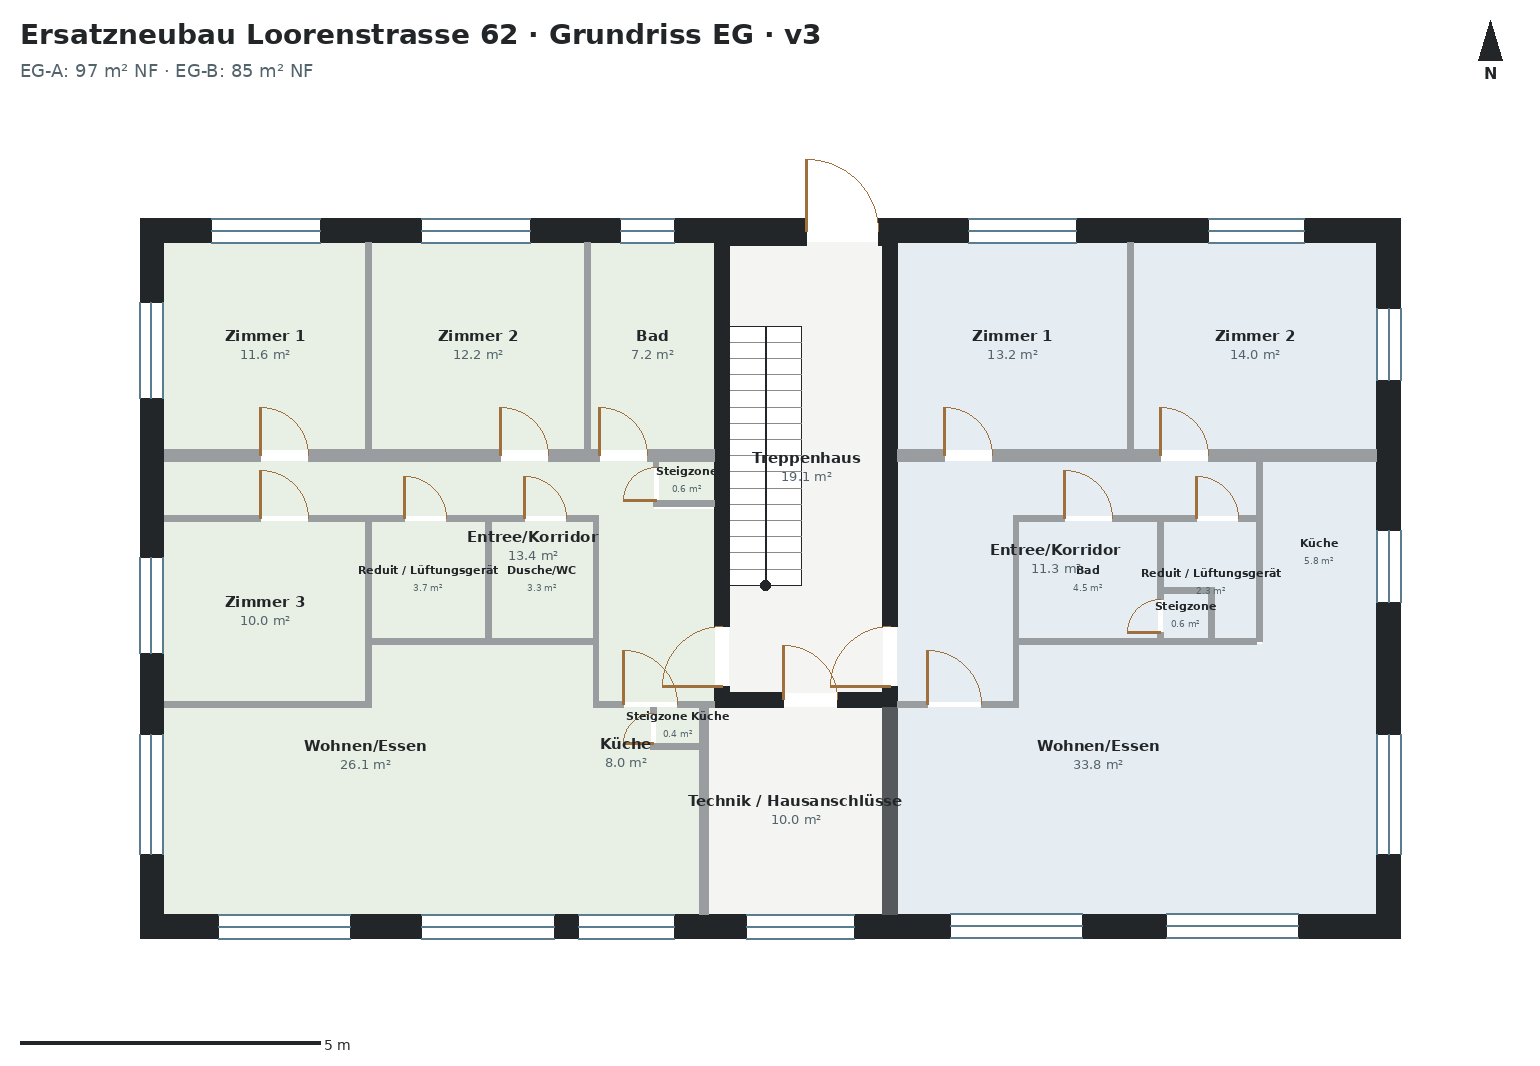 Ersatzneubau Loorenstrasse 62 · Grundriss EG · v3
EG-A: 97 m² NF · EG-B: 85 m² NF
N
Zimmer 1
11.6 m²
Zimmer 2
12.2 m²
Bad
7.2 m²
Zimmer 1
13.2 m²
Zimmer 2
14.0 m²
Treppenhaus
19.1 m²
Steigzone
0.6 m²
Entree/Korridor
13.4 m²
Reduit / Lüftungsgerät
3.7 m²
Dusche/WC
3.3 m²
Zimmer 3
10.0 m²
Entree/Korridor
11.3 m²
Bad
4.5 m²
Reduit / Lüftungsgerät
2.3 m²
Steigzone
0.6 m²
Küche
5.8 m²
Steigzone Küche
0.4 m²
Küche
8.0 m²
Wohnen/Essen
26.1 m²
Technik / Hausanschlüsse
10.0 m²
Wohnen/Essen
33.8 m²
5 m